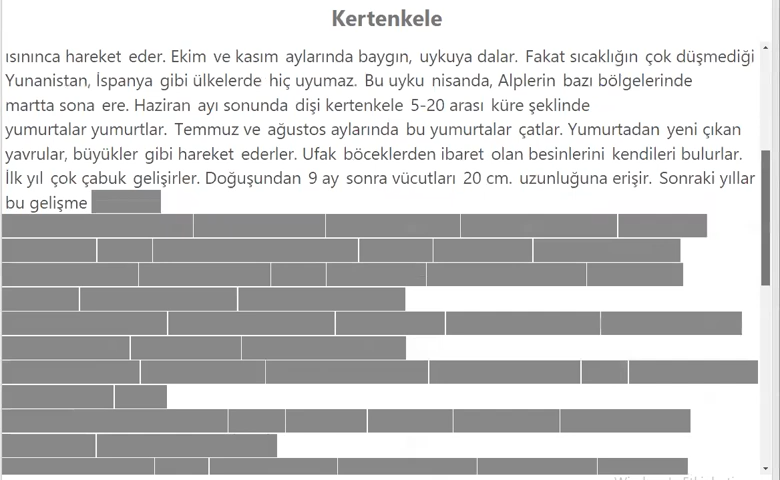 Kertenkele
ısınınca hareket eder. Ekim ve kasım aylarında baygın, uykuya dalar. Fakat sıcaklığın çok düşmediği
Yunanistan, İspanya gibi ülkelerde hiç uyumaz. Bu uyku nisanda, Alplerin bazı bölgelerinde
martta sona ere. Haziran ayı sonunda dişi kertenkele 5-20 arası küre şeklinde
yumurtalar yumurtlar. Temmuz ve ağustos aylarında bu yumurtalar çatlar. Yumurtadan yeni çıkan
yavrular, büyükler gibi hareket ederler. Ufak böceklerden ibaret olan besinlerini kendileri bulurlar.
İlk yıl çok çabuk gelişirler. Doğuşundan 9 ay sonra vücutları 20 cm. uzunluğuna erişir. Sonraki yıllar
bu gelişme